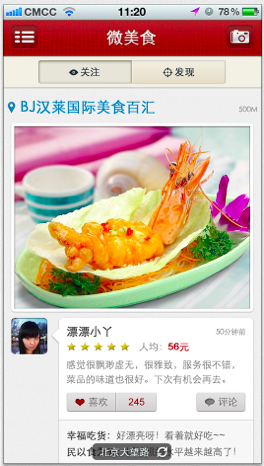 CMCC 11:20 78%
微美食
关注 发现
BJ汉莱国际美食百汇 500M
漂漂小丫 50分钟前
人均：56元
感觉很飘渺虚无，很雅致，服务很不错，
菜品的味道也很好。下次有机会再去。
喜欢 245 评论
幸福吃货：好漂亮呀！看着就好吃~~
北京大望路
民以食 水平越来越高了！